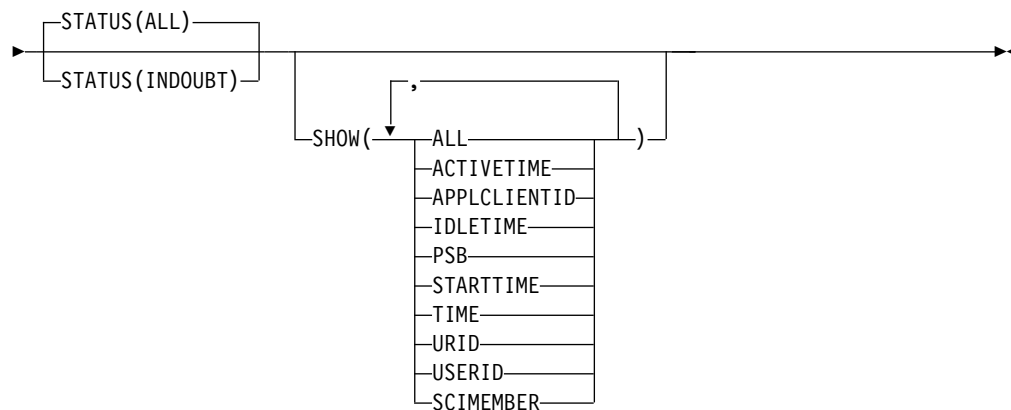 STATUS(ALL)
STATUS(INDOUBT)
,
SHOW( ALL )
ACTIVETIME
APPLCLIENTID
IDLETIME
PSB
STARTTIME
TIME
URID
USERID
SCIMEMBER